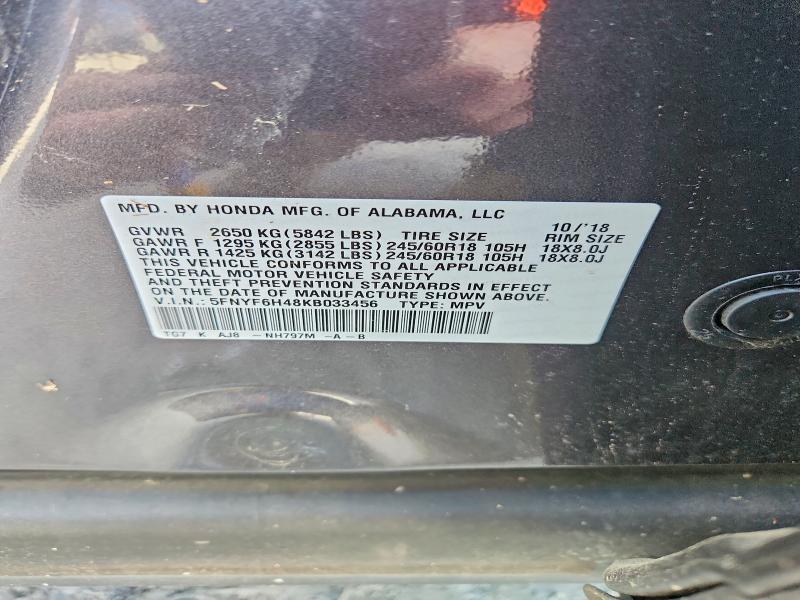 MFD. BY HONDA MFG. OF ALABAMA, LLC 10/'18
GVWR 2650 KG (5842 LBS) TIRE SIZE RIM SIZE
GAWR F 1295 KG (2855 LBS) 245/60R18 105H 18X8.0J
GAWR R 1425 KG (3142 LBS) 245/60R18 105H 18X8.0J
THIS VEHICLE CONFORMS TO ALL APPLICABLE
FEDERAL MOTOR VEHICLE SAFETY
AND THEFT PREVENTION STANDARDS IN EFFECT
ON THE DATE OF MANUFACTURE SHOWN ABOVE.
V.I.N.: 5FNYF6H48KB033456 TYPE: MPV
TG7 K AJ8 -NH797M -A-B